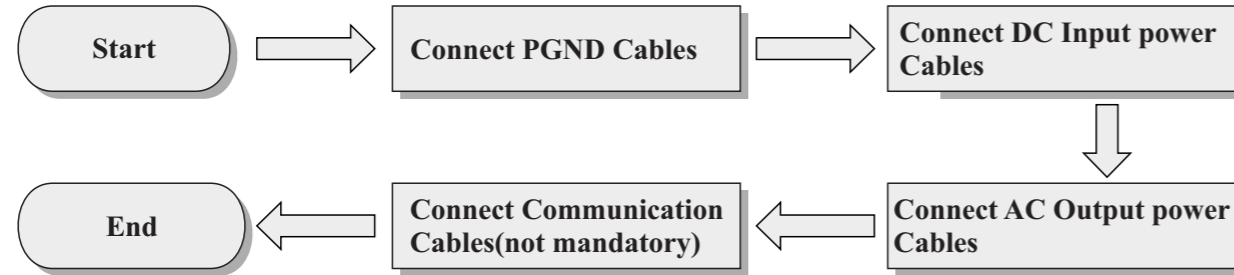 Start
Connect PGND Cables
Connect DC Input power
Cables
Connect AC Output power
Cables
Connect Communication
Cables(not mandatory)
End